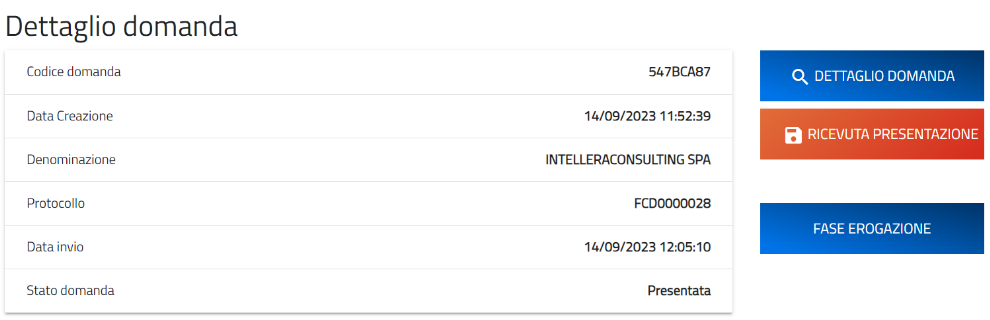 Dettaglio domanda
Codice domanda 547BCA87
DETTAGLIO DOMANDA
Data Creazione 14/09/2023 11:52:39
RICEVUTA PRESENTAZIONE
Denominazione INTELLERACONSULTING SPA
Protocollo FCD0000028
FASE EROGAZIONE
Data invio 14/09/2023 12:05:10
Stato domanda Presentata